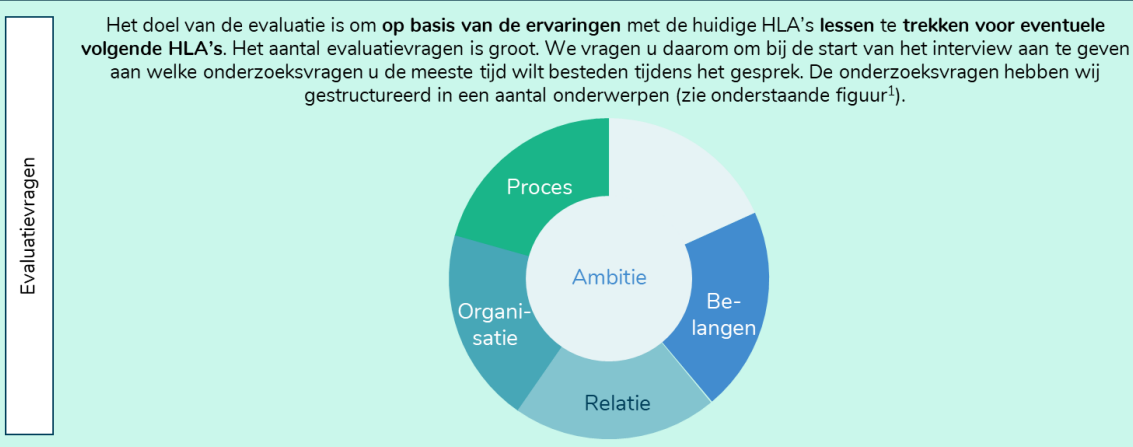 Het doel van de evaluatie is om op basis van de ervaringen met de huidige HLA’s lessen te trekken voor eventuele
volgende HLA’s. Het aantal evaluatievragen is groot. We vragen u daarom om bij de start van het interview aan te geven
aan welke onderzoeksvragen u de meeste tijd wilt besteden tijdens het gesprek. De onderzoeksvragen hebben wij
gestructureerd in een aantal onderwerpen (zie onderstaande figuur¹).
Evaluatievragen
Proces
Ambitie
Organi-
satie
Be-
langen
Relatie